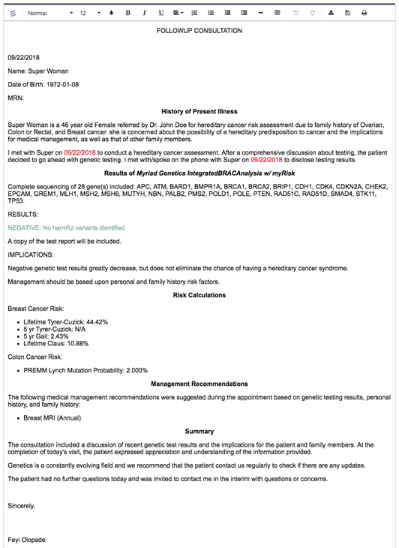 Normal 12 B I U
FOLLOWUP CONSULTATION
09/22/2018
Name: Super Woman
Date of Birth: 1972-01-08
MRN:
History of Present Illness
Super Woman is a 46 year old Female referred by Dr. John Doe for hereditary cancer risk assessment due to family history of Ovarian,
Colon or Rectal, and Breast cancer. she is concerned about the possibility of a hereditary predisposition to cancer and the implications
for medical management, as well as that of other family members.
I met with Super on 09/22/2018 to conduct a hereditary cancer assessment. After a comprehensive discussion about testing, the patient
decided to go ahead with genetic testing. I met with/spoke on the phone with Super on 09/22/2018 to disclose testing results.
Results of Myriad Genetics IntegratedBRACAnalysis w/ myRisk
Complete sequencing of 28 gene(s) included: APC, ATM, BARD1, BMPR1A, BRCA1, BRCA2, BRIP1, CDH1, CDK4, CDKN2A, CHEK2,
EPCAM, GREM1, MLH1, MSH2, MSH6, MUTYH, NBN, PALB2, PMS2, POLD1, POLE, PTEN, RAD51C, RAD51D, SMAD4, STK11,
TP53.
RESULTS:
NEGATIVE: No harmful variants identified
A copy of the test report will be included.
IMPLICATIONS:
Negative genetic test results greatly decrease, but does not eliminate the chance of having a hereditary cancer syndrome.
Management should be based upon personal and family history risk factors.
Risk Calculations
Breast Cancer Risk:
• Lifetime Tyrer-Cuzick: 44.42%
• 5 yr Tyrer-Cuzick: N/A
• 5 yr Gail: 2.43%
• Lifetime Claus: 10.88%
Colon Cancer Risk:
• PREMM Lynch Mutation Probability: 2.000%
Management Recommendations
The following medical management recommendations were suggested during the appointment based on genetic testing results, personal
history, and family history:
• Breast MRI (Annual)
Summary
The consultation included a discussion of recent genetic test results and the implications for the patient and family members. At the
completion of today's visit, the patient expressed appreciation and understanding of the information provided.
Genetics is a constantly evolving field and we recommend that the patient contact us regularly to check if there are any updates.
The patient had no further questions today and was invited to contact me in the interim with questions or concerns.
Sincerely,
Feyi Olopade